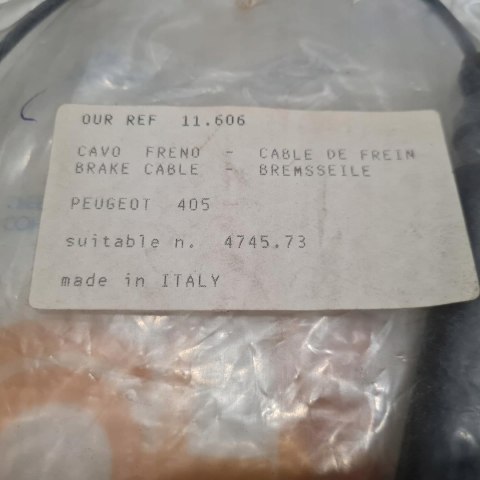 OUR REF 11.606
CAVO FRENO - CABLE DE FREIN
BRAKE CABLE - BREMSSEILE
PEUGEOT 405
suitable n. 4745.73
made in ITALY